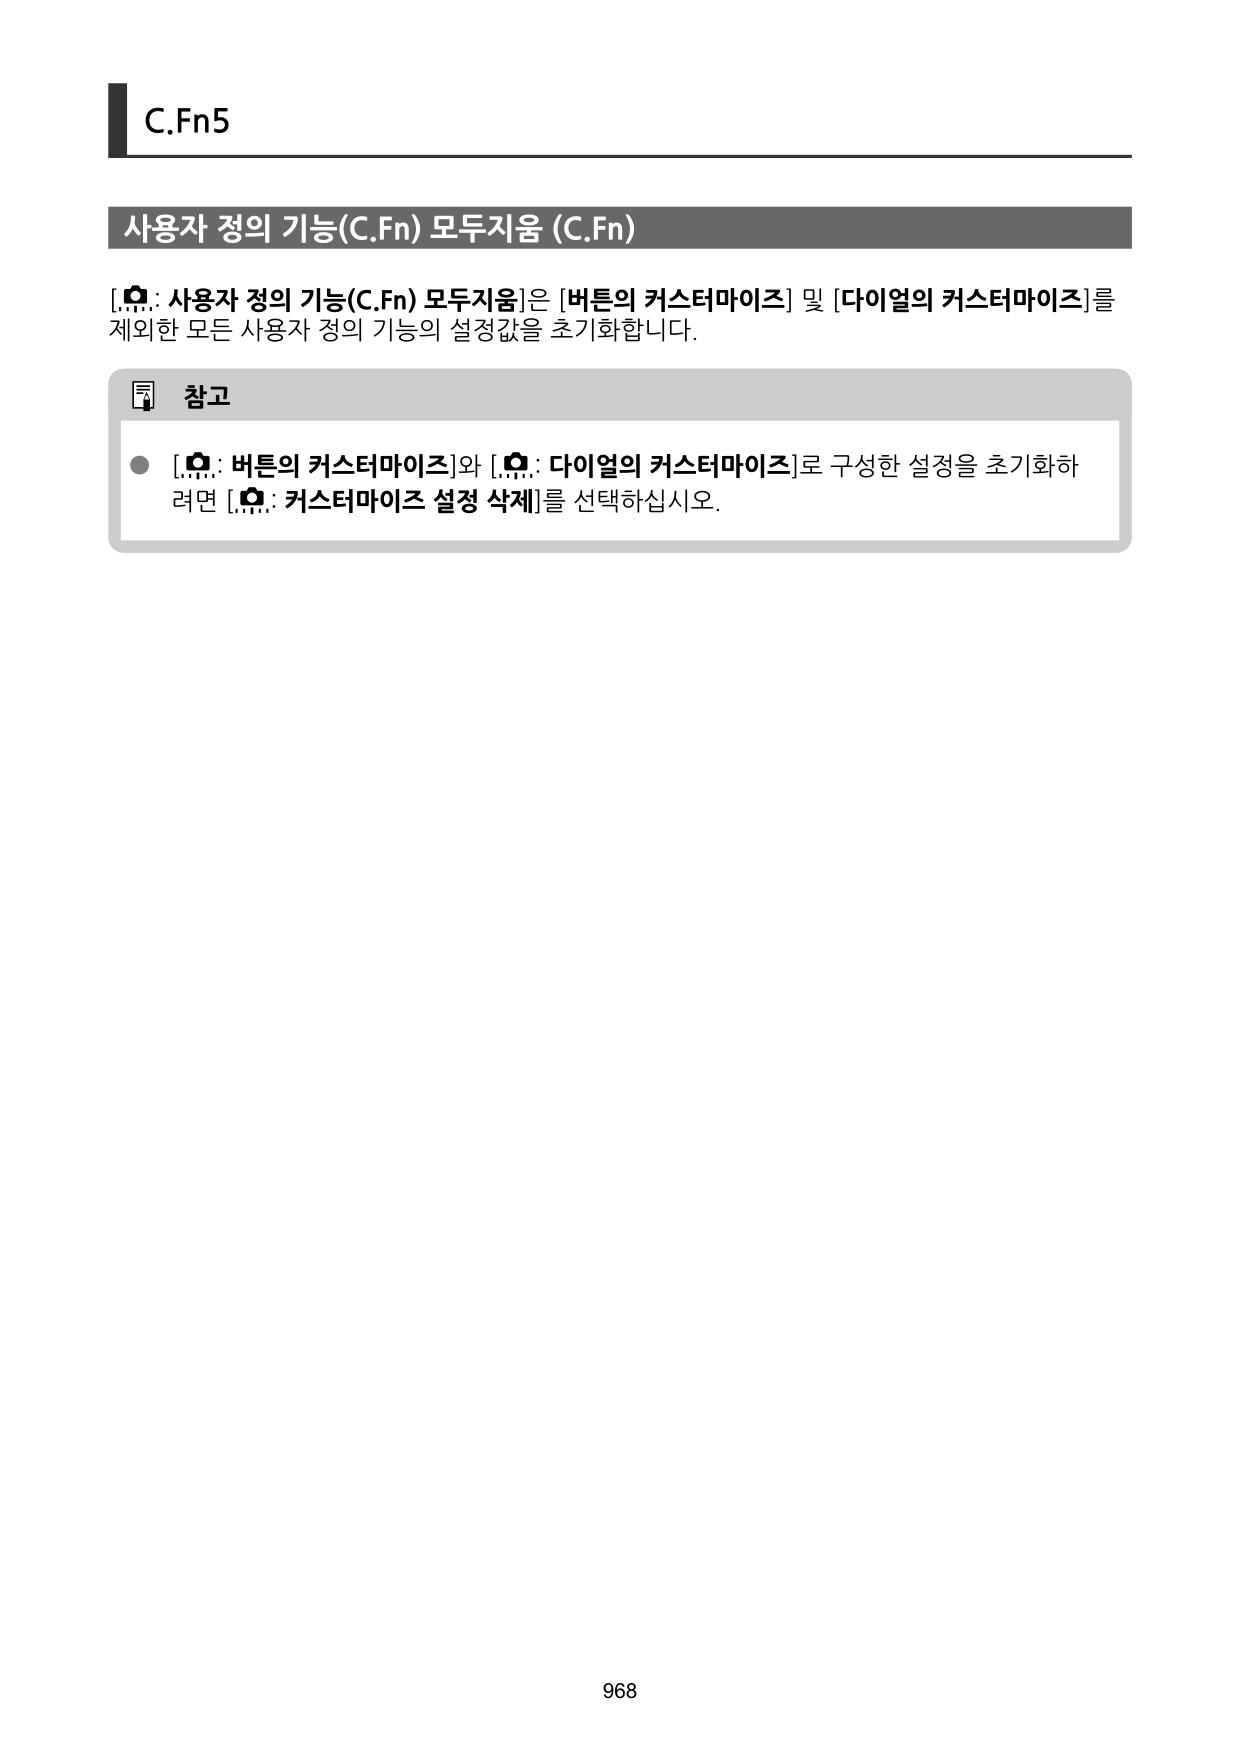 C.Fn5
사용자 정의 기능(C.Fn) 모두지움 (C.Fn)
[: 사용자 정의 기능(C.Fn) 모두지움]은 [버튼의 커스터마이즈] 및 [다이얼의 커스터마이즈]를
제외한 모든 사용자 정의 기능의 설정값을 초기화합니다.
참고
● [: 버튼의 커스터마이즈]와 [: 다이얼의 커스터마이즈]로 구성한 설정을 초기화하
려면 [: 커스터마이즈 설정 삭제]를 선택하십시오.
968